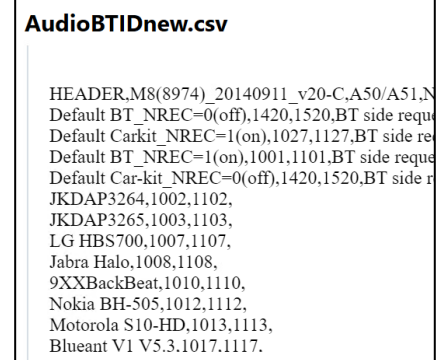 AudioBTIDnew.csv
HEADER,M8(8974)_20140911_v20-C,A50/A51,N
Default BT_NREC=0(off),1420,1520,BT side reque
Default Carkit_NREC=1(on),1027,1127,BT side re
Default BT_NREC=1(on),1001,1101,BT side reque
Default Car-kit_NREC=0(off),1420,1520,BT side r
JKDAP3264,1002,1102,
JKDAP3265,1003,1103,
LG HBS700,1007,1107,
Jabra Halo,1008,1108,
9XXBackBeat,1010,1110,
Nokia BH-505,1012,1112,
Motorola S10-HD,1013,1113,
Blueant V1 V5.3,1017,1117,